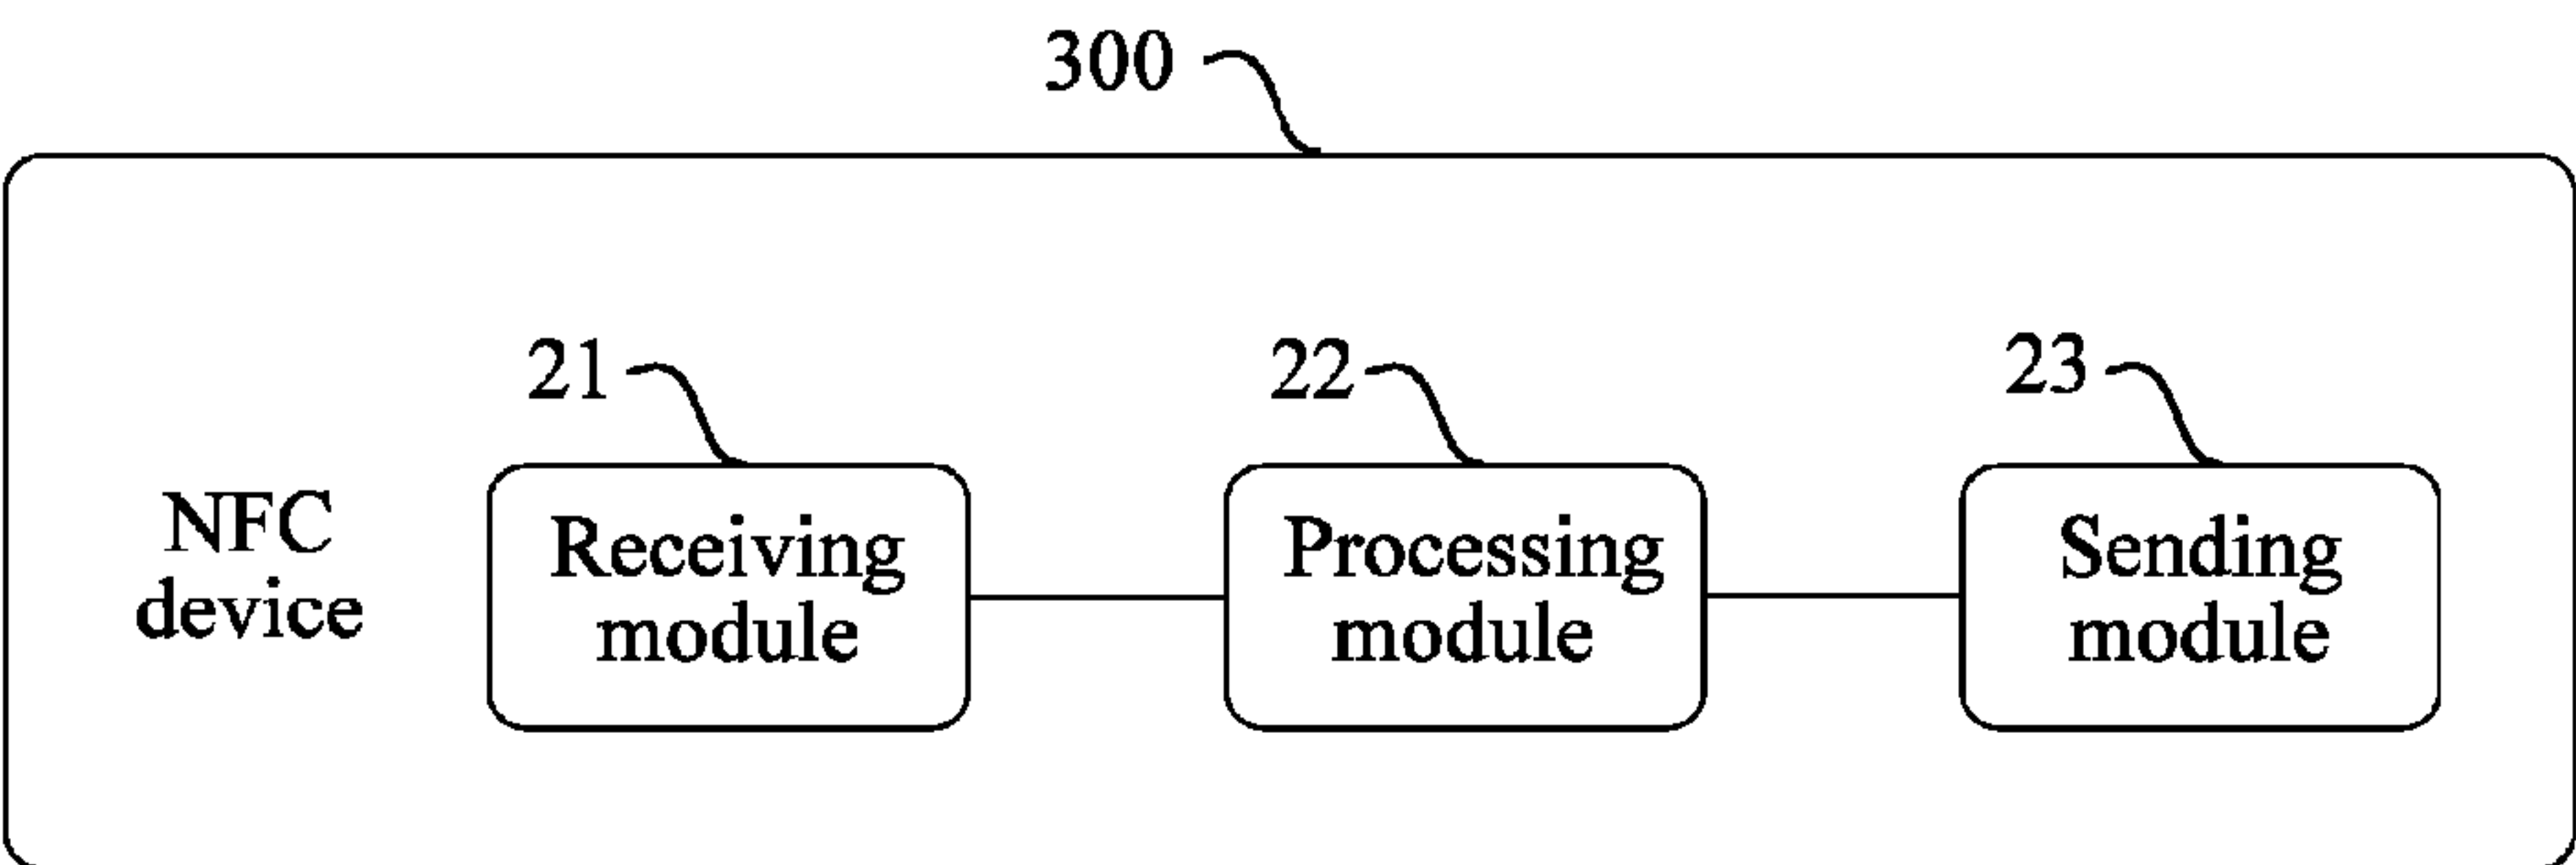 300
21
22
23
NFC
device
Receiving
module
Processing
module
Sending
module